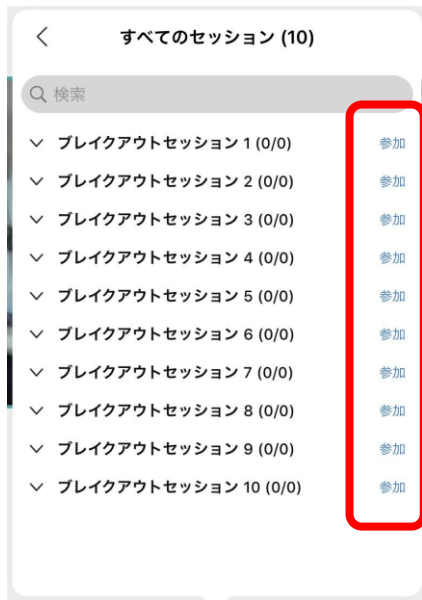 すべてのセッション (10)
検索
ブレイクアウトセッション 1 (0/0) 参加
ブレイクアウトセッション 2 (0/0) 参加
ブレイクアウトセッション 3 (0/0) 参加
ブレイクアウトセッション 4 (0/0) 参加
ブレイクアウトセッション 5 (0/0) 参加
ブレイクアウトセッション 6 (0/0) 参加
ブレイクアウトセッション 7 (0/0) 参加
ブレイクアウトセッション 8 (0/0) 参加
ブレイクアウトセッション 9 (0/0) 参加
ブレイクアウトセッション 10 (0/0) 参加